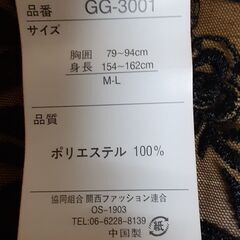 品番 GG-3001
サイズ
胸囲 79~94cm
身長 154~162cm
M-L
品質
ポリエステル 100%
協同組合 関西ファッション連合
OS-1903
TEL:06-6228-8139
中国製
紙